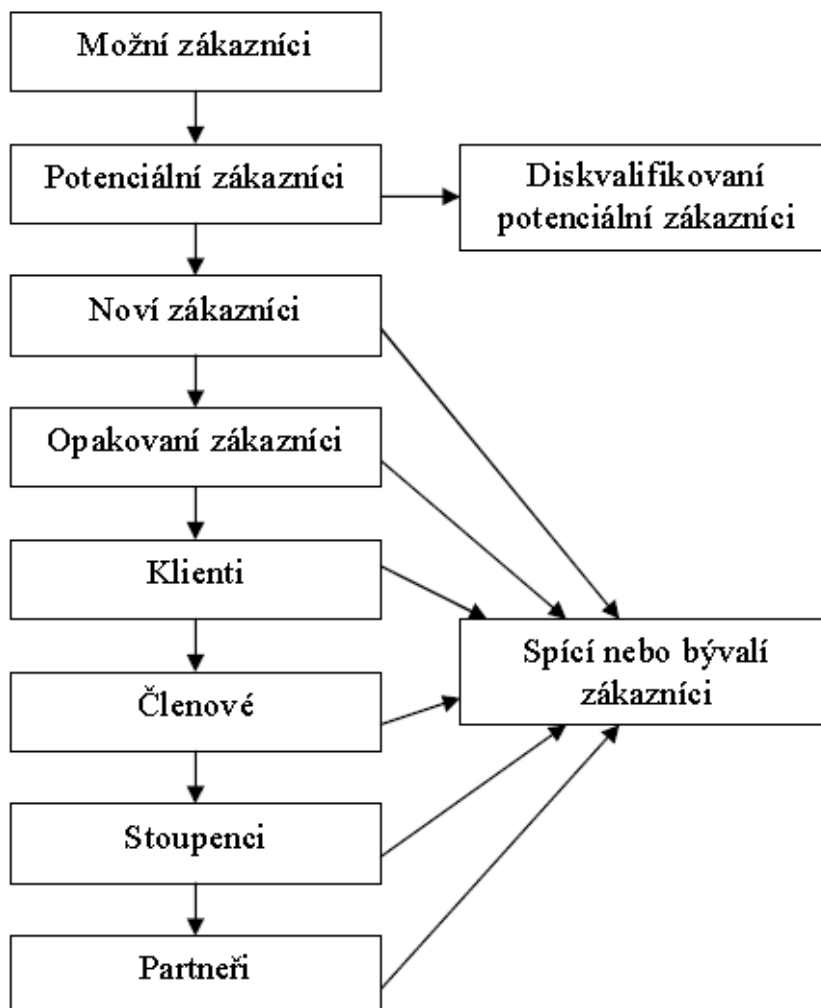 Možní zákazníci
Potenciální zákazníci
Diskvalifikovaní
potenciální zákazníci
Noví zákazníci
Opakovaní zákazníci
Klienti
Spící nebo bývalí
zákazníci
Členové
Stoupenci
Partneři